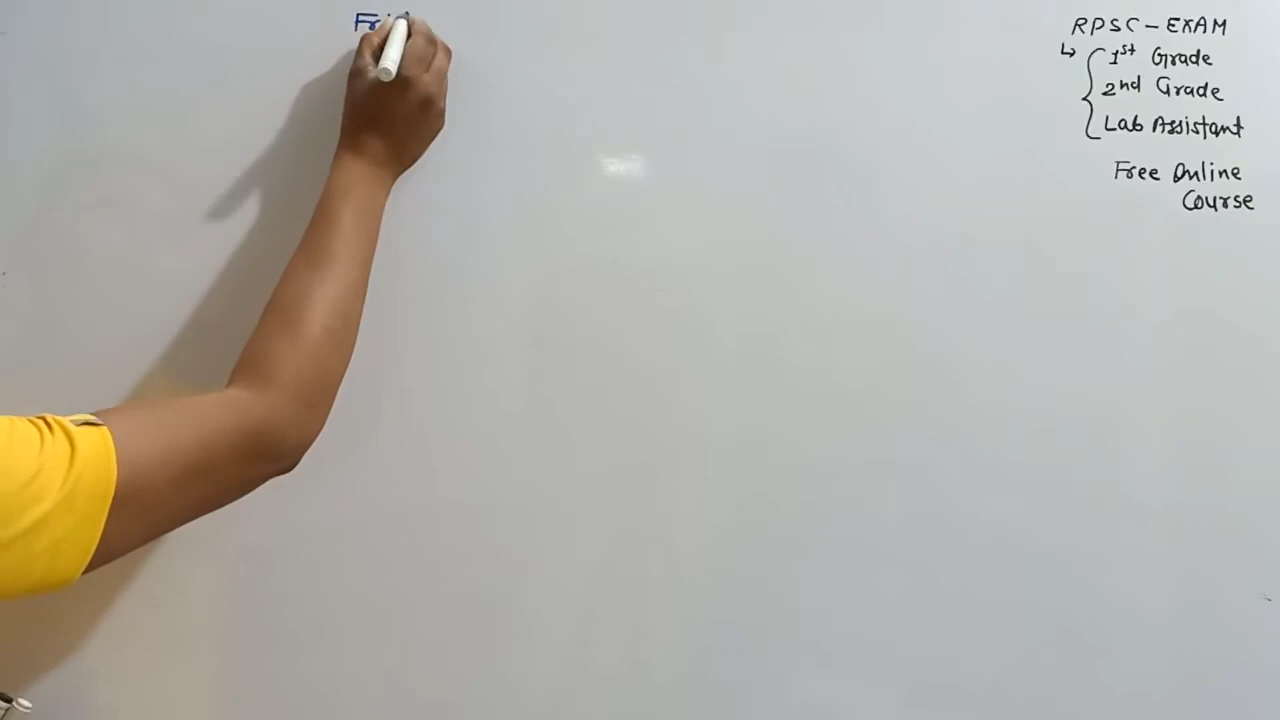 RPSC - EXAM
1st Grade
2nd Grade
Lab Assistant
Free Online
Course